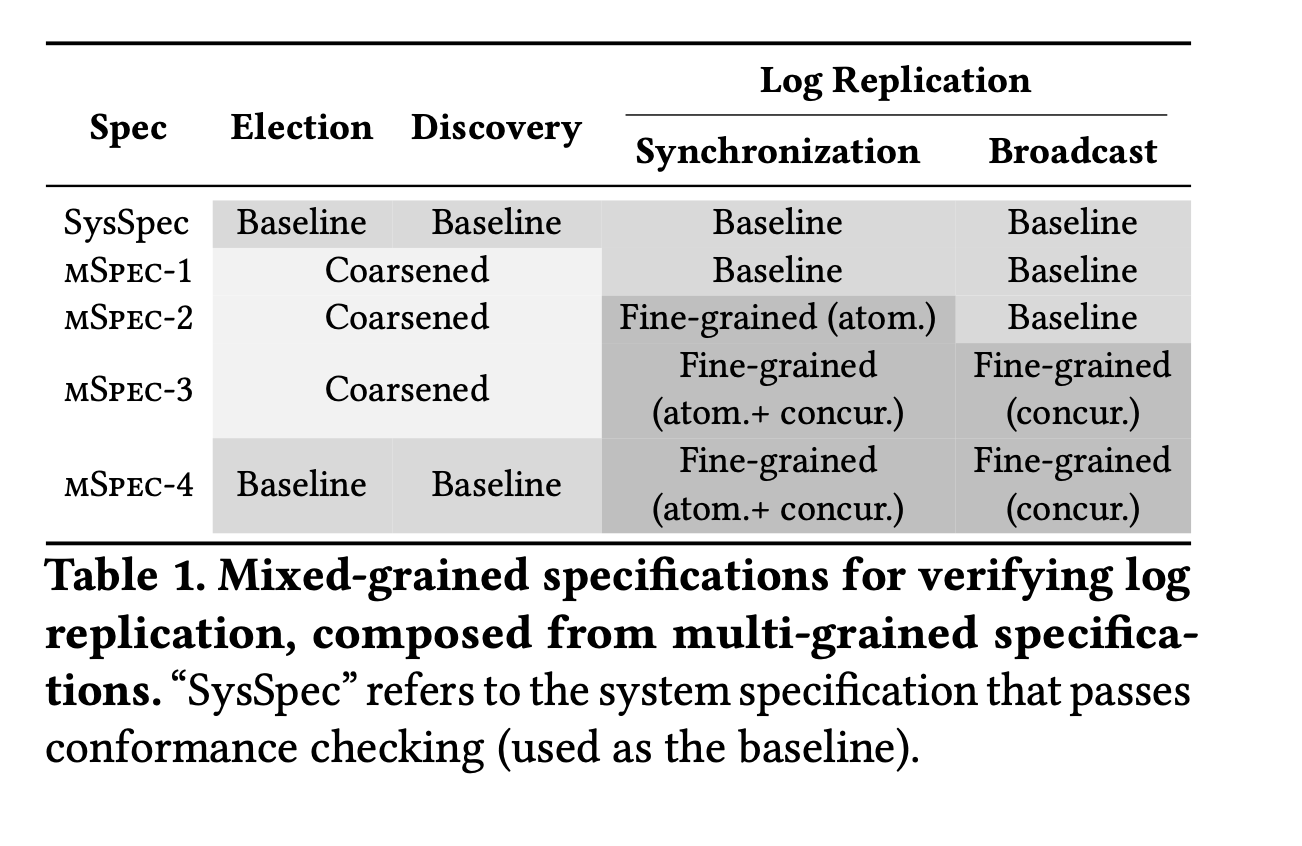 Log Replication
Spec Election Discovery
Synchronization Broadcast
SysSpec Baseline Baseline Baseline Baseline
mSpec-1 Coarsened Baseline Baseline
mSpec-2 Coarsened Fine-grained (atom.) Baseline
mSpec-3 Coarsened Fine-grained (atom.+ concur.) Fine-grained (concur.)
mSpec-4 Baseline Baseline Fine-grained (atom.+ concur.) Fine-grained (concur.)
Table 1. Mixed-grained specifications for verifying log
replication, composed from multi-grained specifica-
tions. “SysSpec” refers to the system specification that passes
conformance checking (used as the baseline).